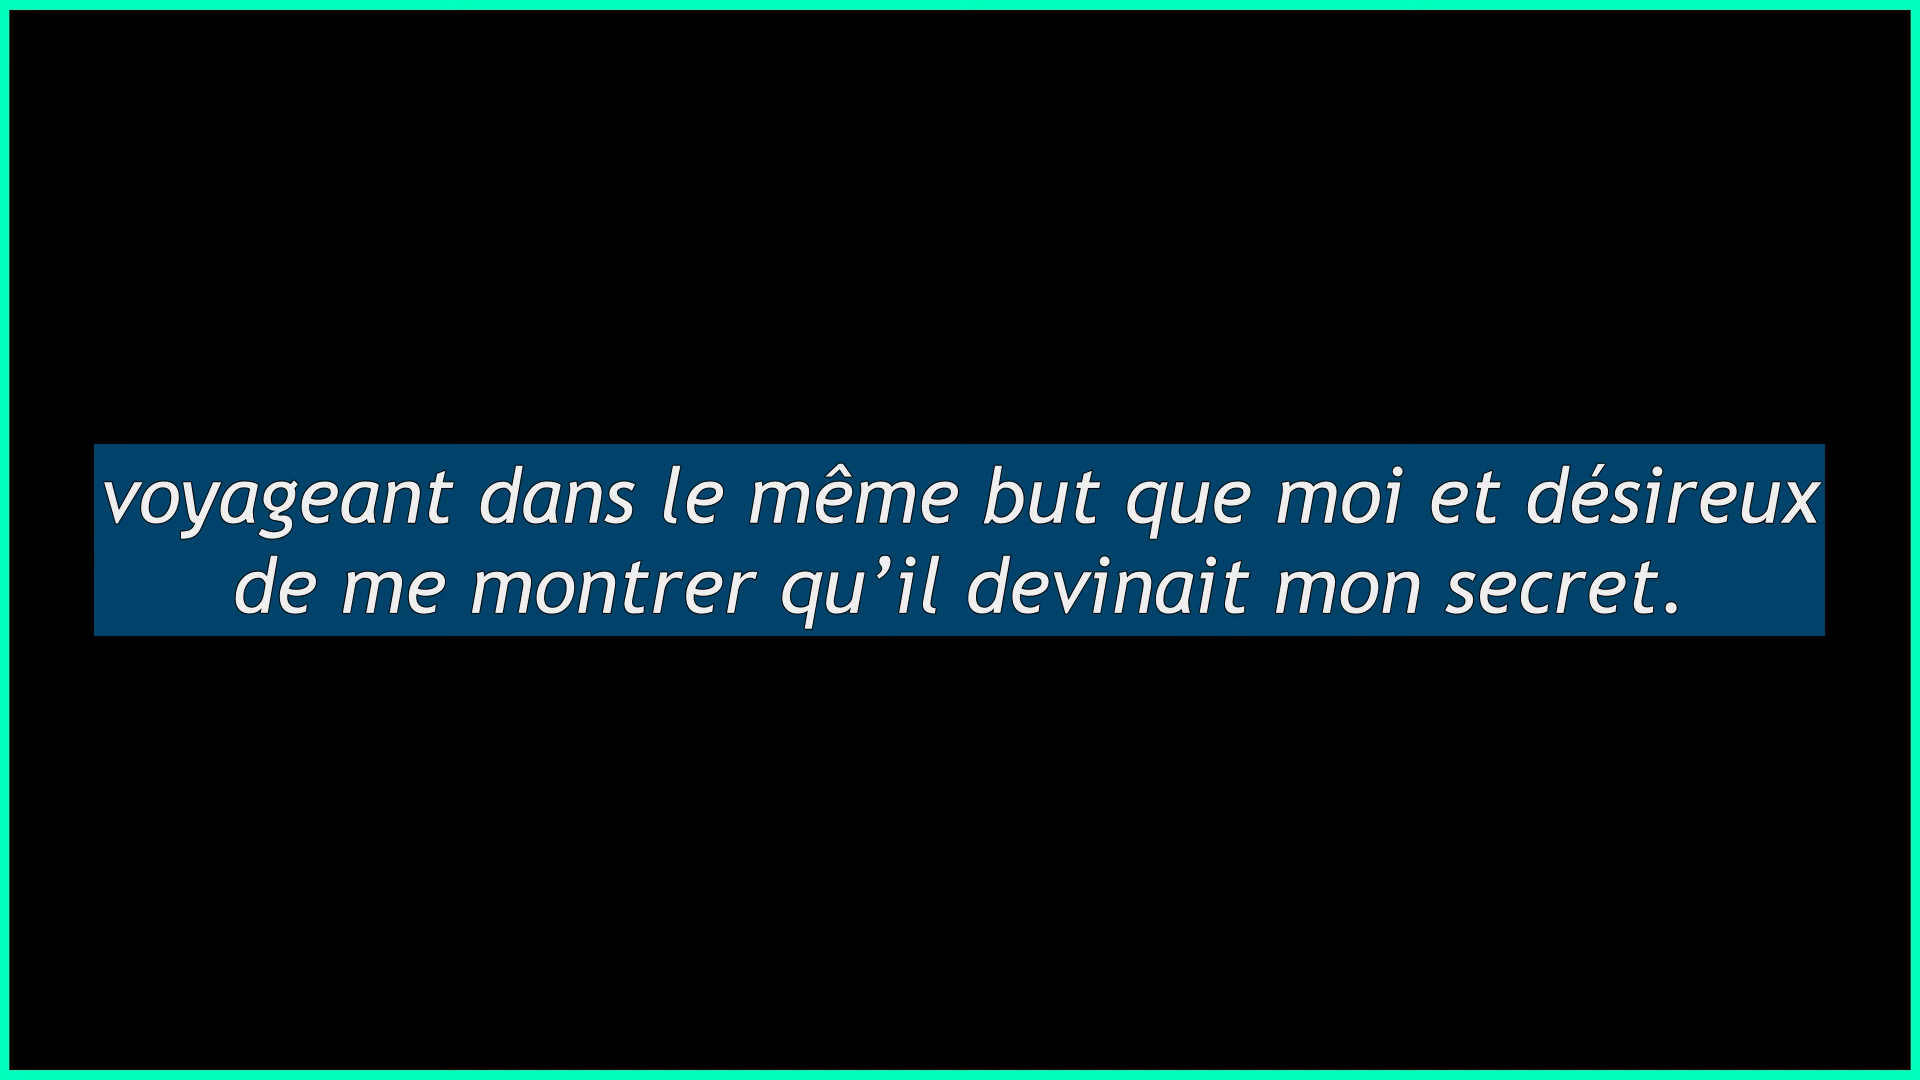 voyageant dans le même but que moi et désireux
de me montrer qu’il devinait mon secret.